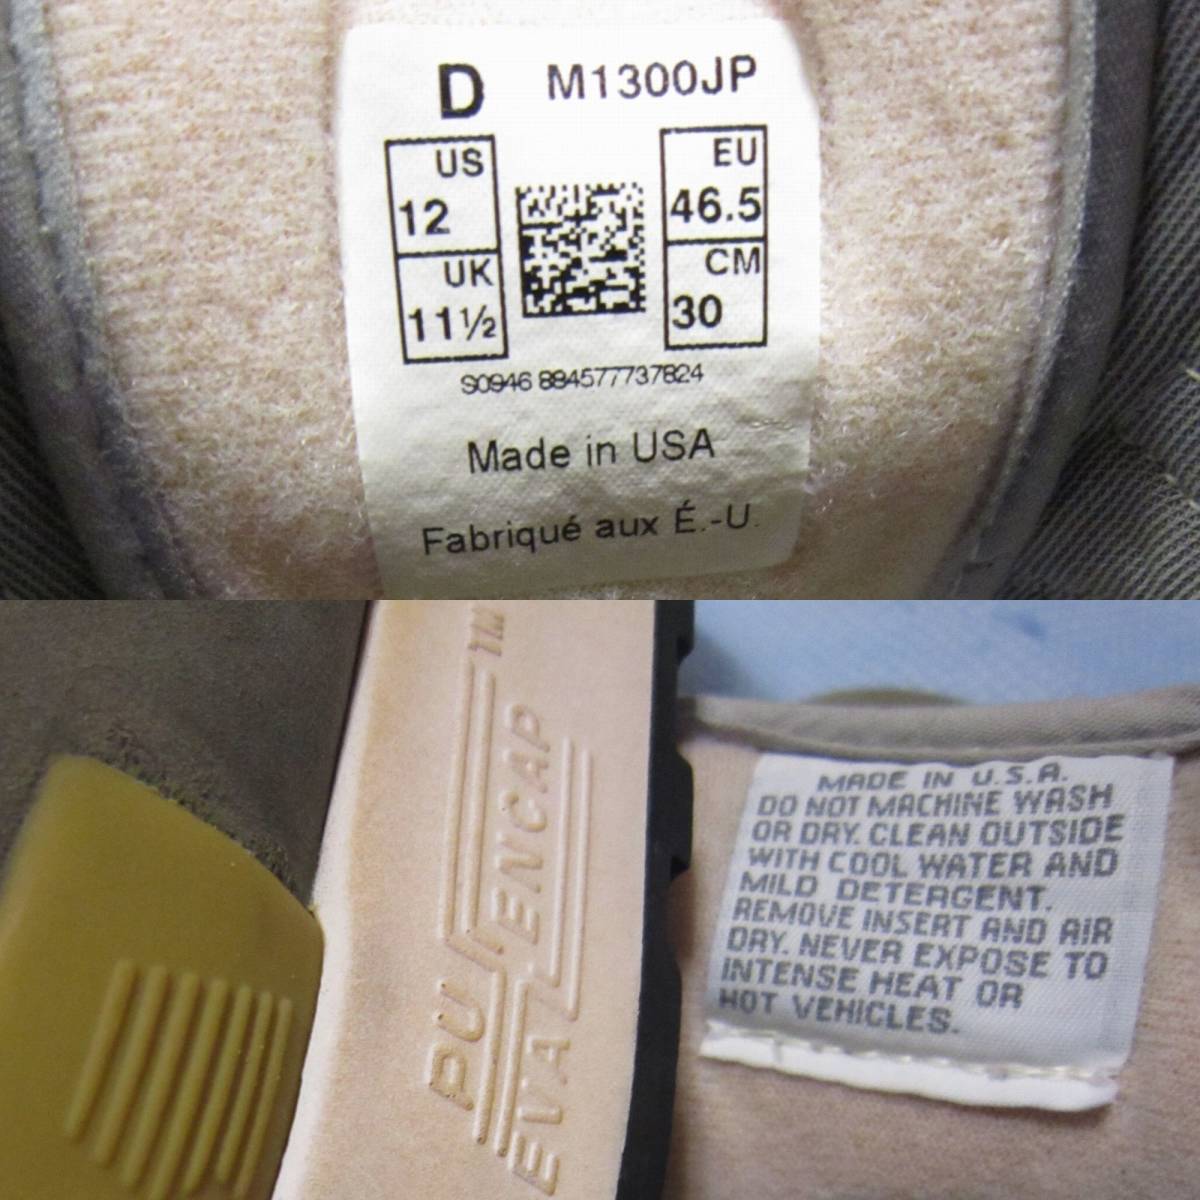 D M1300JP
US
12
UK
11½
EU
46.5
CM
30
S0946 884577737824
Made in USA
Fabriqué aux É.-U.
PU ENCAP™
EVA
MADE IN U.S.A.
DO NOT MACHINE WASH
OR DRY. CLEAN OUTSIDE
WITH COOL WATER AND
MILD DETERGENT.
REMOVE INSERT AND AIR
DRY. NEVER EXPOSE TO
INTENSE HEAT OR
HOT VEHICLES.